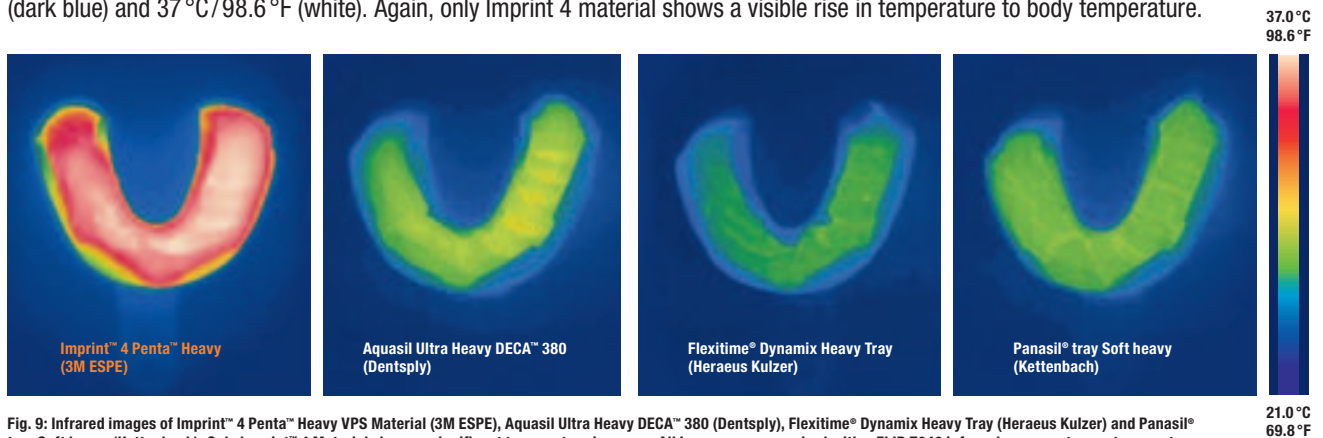 (dark blue) and 37 °C / 98.6 °F (white). Again, only Imprint 4 material shows a visible rise in temperature to body temperature.
37.0 °C
98.6 °F
Imprint™ 4 Penta™ Heavy
(3M ESPE)
Aquasil Ultra Heavy DECA™ 380
(Dentsply)
Flexitime® Dynamix Heavy Tray
(Heraeus Kulzer)
Panasil® tray Soft heavy
(Kettenbach)
21.0 °C
69.8 °F
Fig. 9: Infrared images of Imprint™ 4 Penta™ Heavy VPS Material (3M ESPE), Aquasil Ultra Heavy DECA™ 380 (Dentsply), Flexitime® Dynamix Heavy Tray (Heraeus Kulzer) and Panasil®